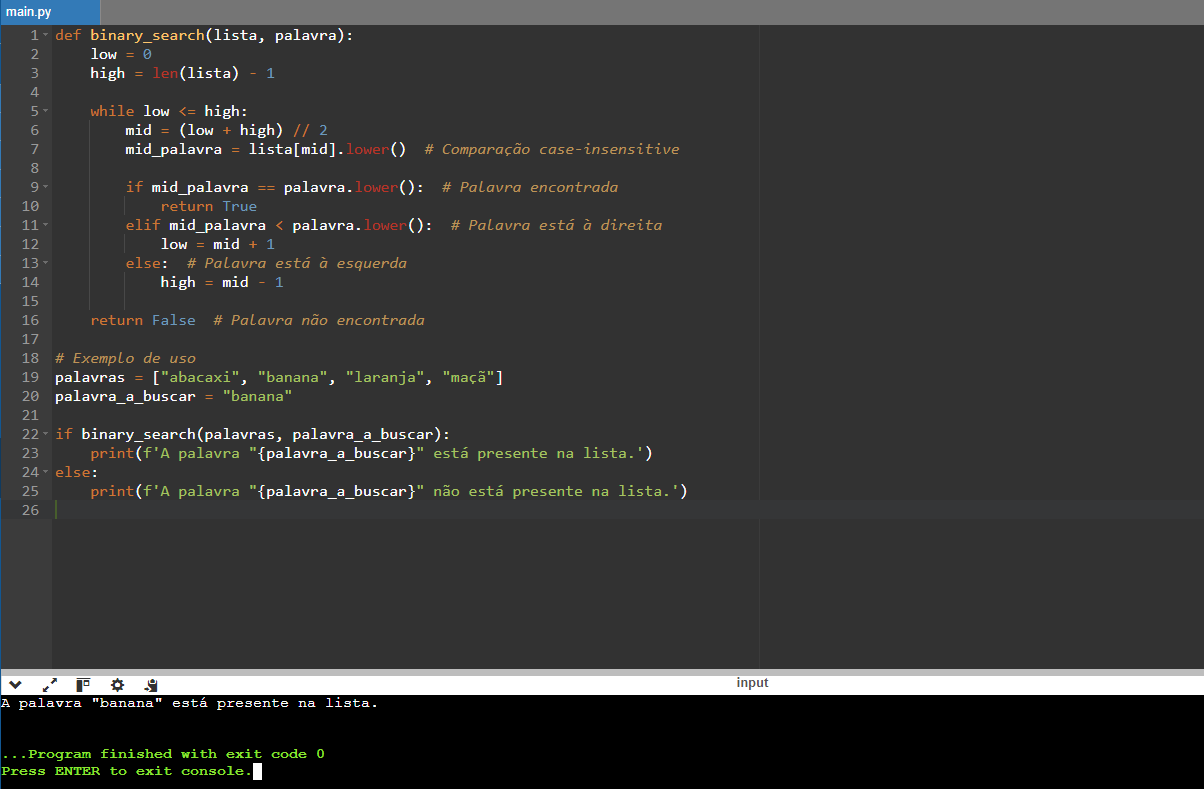 main.py
1 def binary_search(lista, palavra):
2     low = 0
3     high = len(lista) - 1
4
5     while low <= high:
6         mid = (low + high) // 2
7         mid_palavra = lista[mid].lower()  # Comparação case-insensitive
8
9         if mid_palavra == palavra.lower():  # Palavra encontrada
10             return True
11         elif mid_palavra < palavra.lower():  # Palavra está à direita
12             low = mid + 1
13         else:  # Palavra está à esquerda
14             high = mid - 1
15
16     return False  # Palavra não encontrada
17
18 # Exemplo de uso
19 palavras = ["abacaxi", "banana", "laranja", "maçã"]
20 palavra_a_buscar = "banana"
21
22 if binary_search(palavras, palavra_a_buscar):
23     print(f'A palavra "{palavra_a_buscar}" está presente na lista.')
24 else:
25     print(f'A palavra "{palavra_a_buscar}" não está presente na lista.')
26
input
A palavra "banana" está presente na lista.
...Program finished with exit code 0
Press ENTER to exit console.